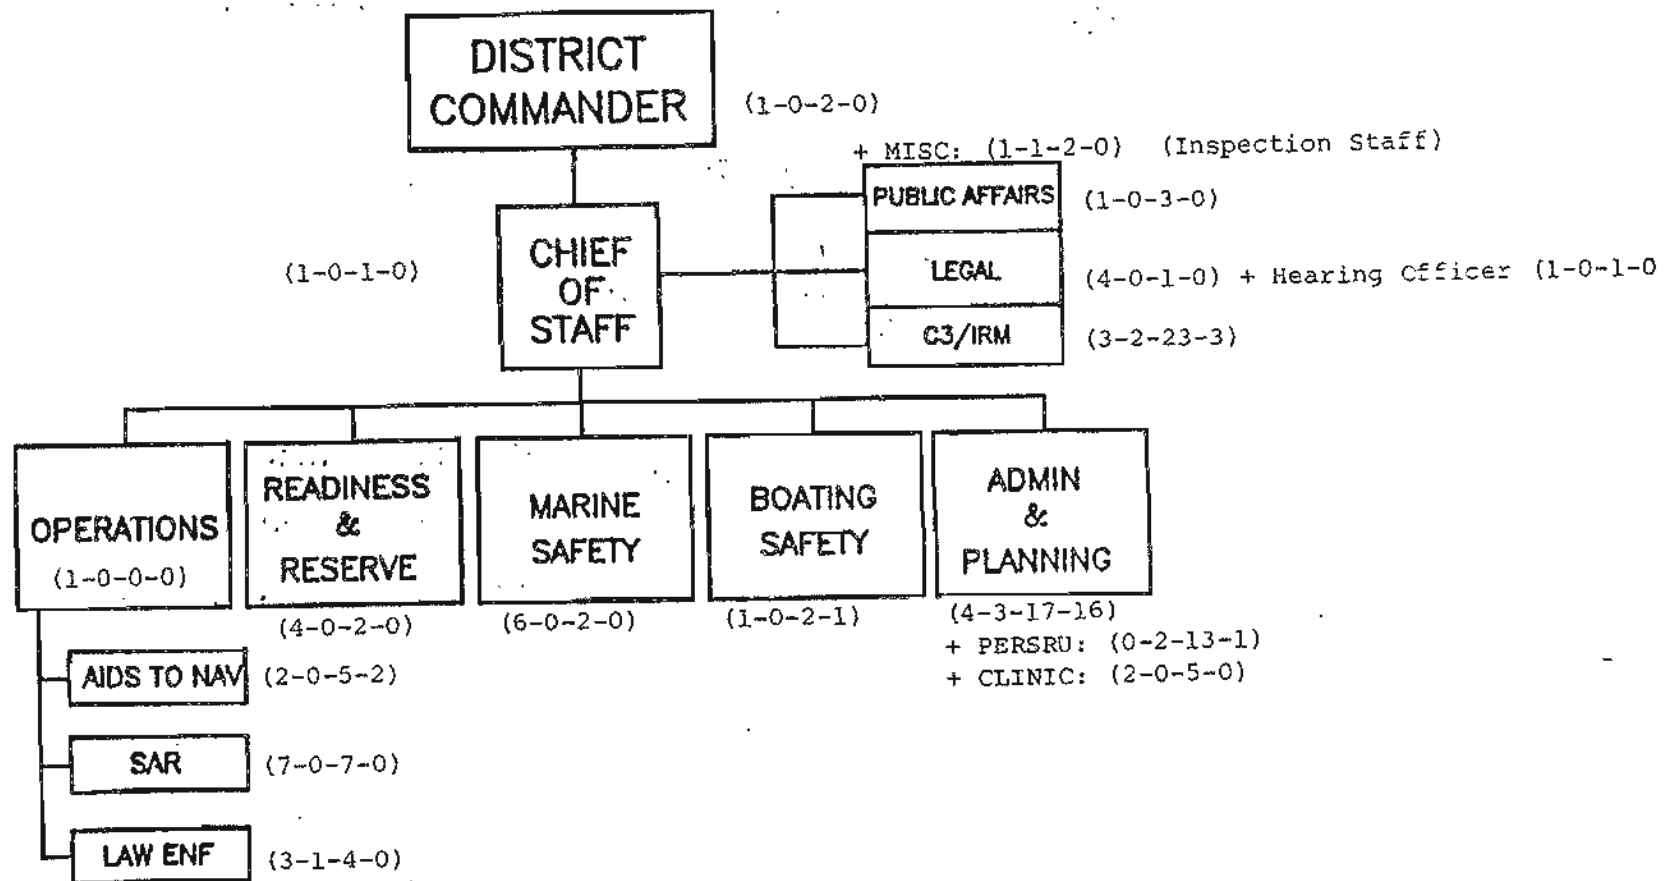 DISTRICT
COMMANDER
(1-0-2-0)
+ MISC: (1-1-2-0) (Inspection Staff)
PUBLIC AFFAIRS (1-0-3-0)
CHIEF
OF
STAFF
(1-0-1-0)
LEGAL (4-0-1-0) + Hearing Officer (1-0-1-0
C3/IRM (3-2-23-3)
OPERATIONS
(1-0-0-0)
READINESS
&
RESERVE
(4-0-2-0)
MARINE
SAFETY
(6-0-2-0)
BOATING
SAFETY
(1-0-2-1)
ADMIN
&
PLANNING
(4-3-17-16)
+ PERSRU: (0-2-13-1)
+ CLINIC: (2-0-5-0)
AIDS TO NAV (2-0-5-2)
SAR (7-0-7-0)
LAW ENF (3-1-4-0)